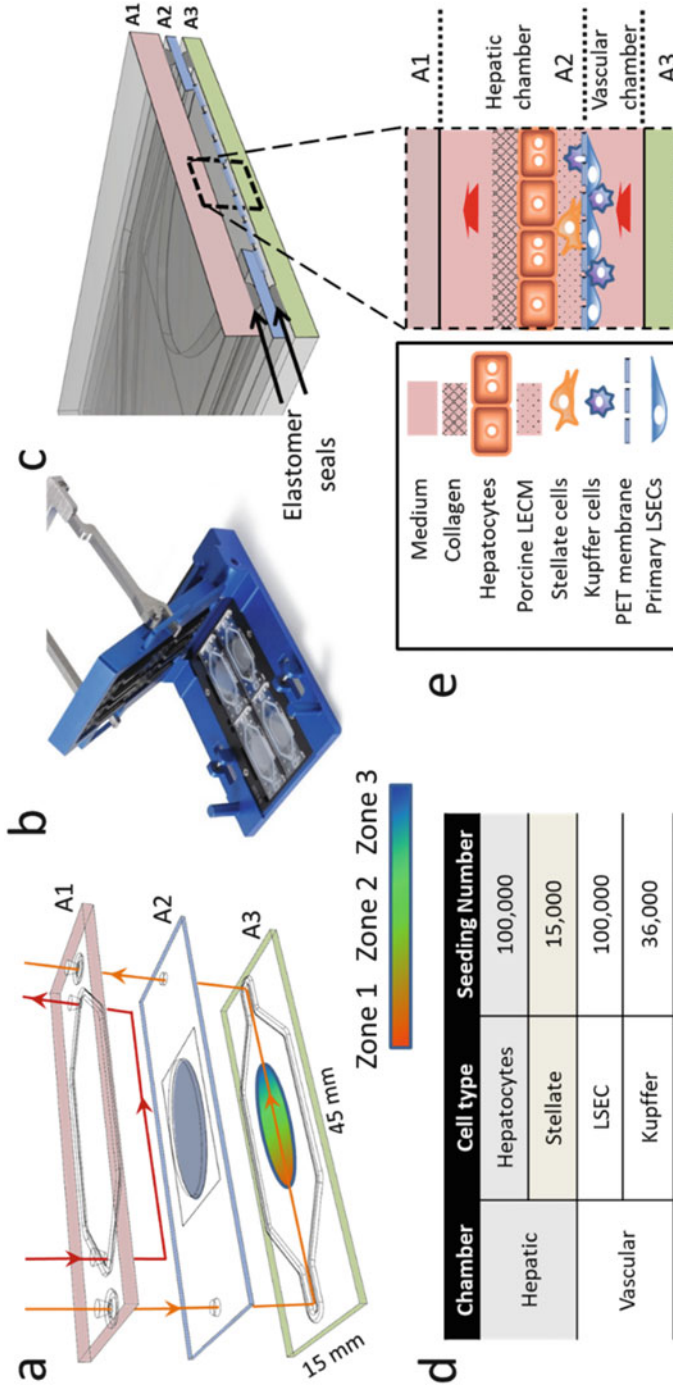 a
A1
A2
A3
15 mm
45 mm
Zone 1 Zone 2 Zone 3
b
c
A1
A2
A3
Elastomer
seals
d
Chamber Cell type Seeding Number
Hepatic Hepatocytes 100,000
Stellate 15,000
Vascular LSEC 100,000
Kupffer 36,000
e
Medium
Collagen
Hepatocytes
Porcine LECM
Stellate cells
Kupffer cells
PET membrane
Primary LSECs
A1
Hepatic
chamber
A2
Vascular
chamber
A3